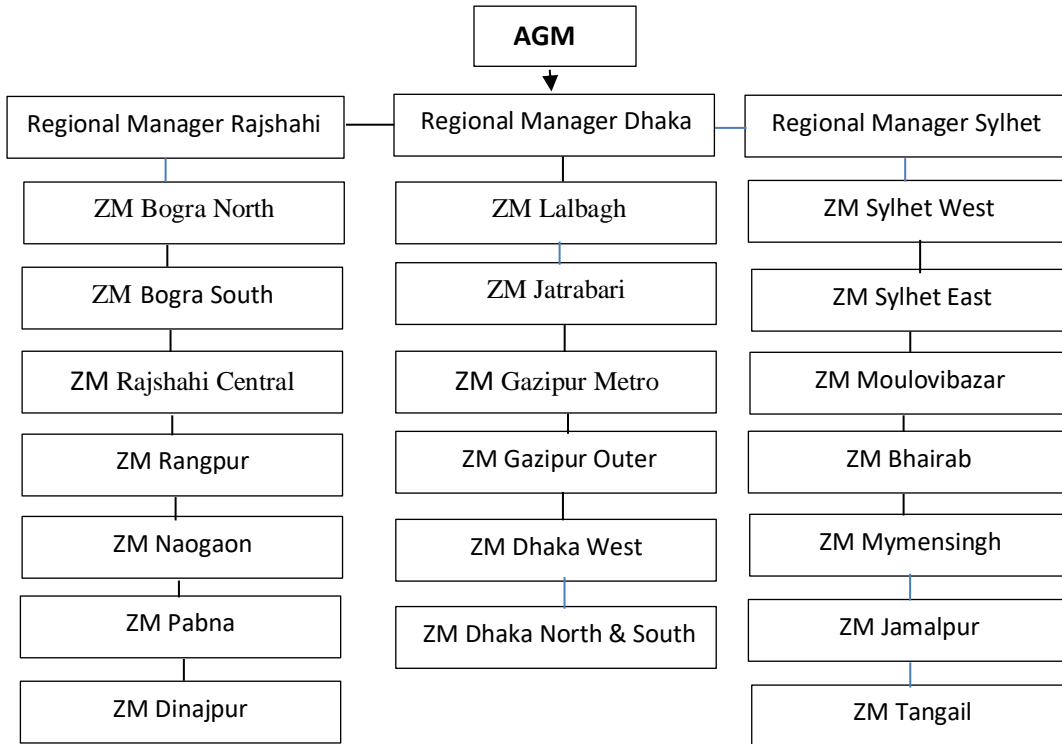 AGM
Regional Manager Rajshahi
Regional Manager Dhaka
Regional Manager Sylhet
ZM Bogra North
ZM Lalbagh
ZM Sylhet West
ZM Bogra South
ZM Jatrabari
ZM Sylhet East
ZM Rajshahi Central
ZM Gazipur Metro
ZM Moulovibazar
ZM Rangpur
ZM Gazipur Outer
ZM Bhairab
ZM Naogaon
ZM Dhaka West
ZM Mymensingh
ZM Pabna
ZM Dhaka North & South
ZM Jamalpur
ZM Dinajpur
ZM Tangail